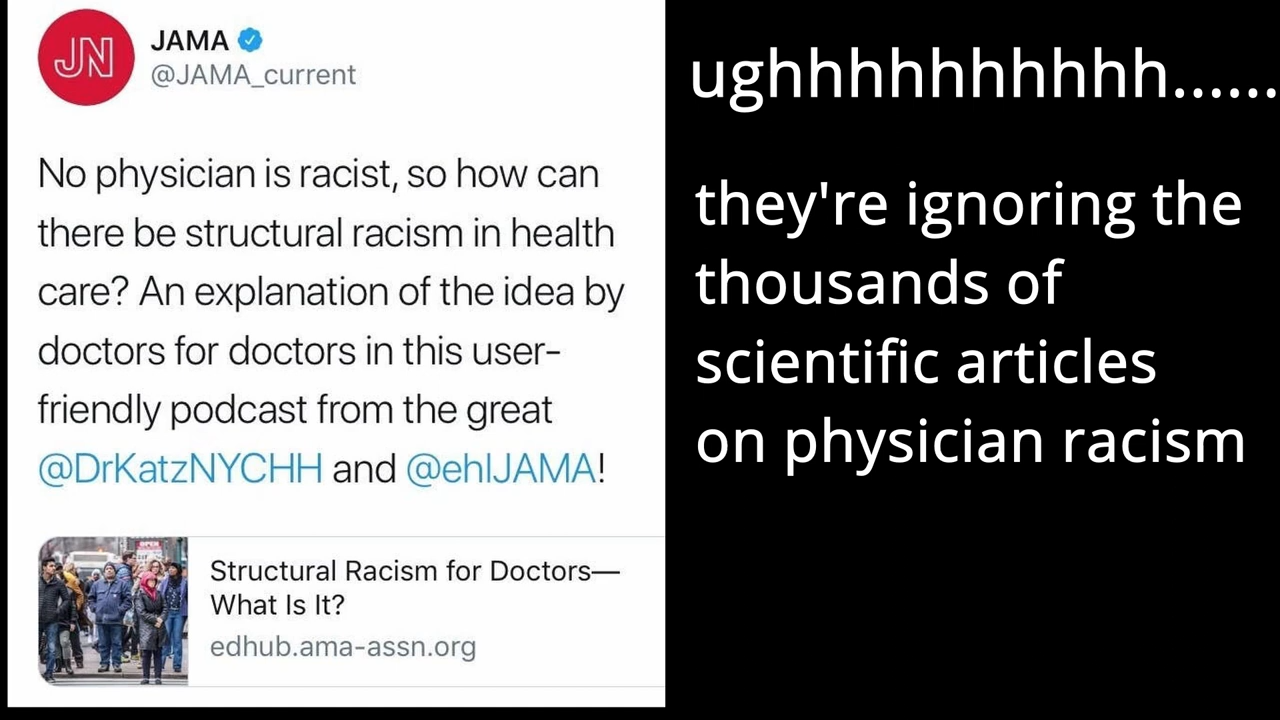 JN
JAMA
@JAMA_current
No physician is racist, so how can
there be structural racism in health
care? An explanation of the idea by
doctors for doctors in this user-
friendly podcast from the great
@DrKatzNYCHH and @ehlJAMA!
Structural Racism for Doctors—
What Is It?
edhub.ama-assn.org
ughhhhhhhhhhh......
they're ignoring the
thousands of
scientific articles
on physician racism